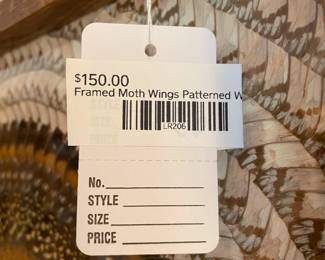 $150.00
Framed Moth Wings Patterned W
LR206
No.
STYLE
SIZE
PRICE